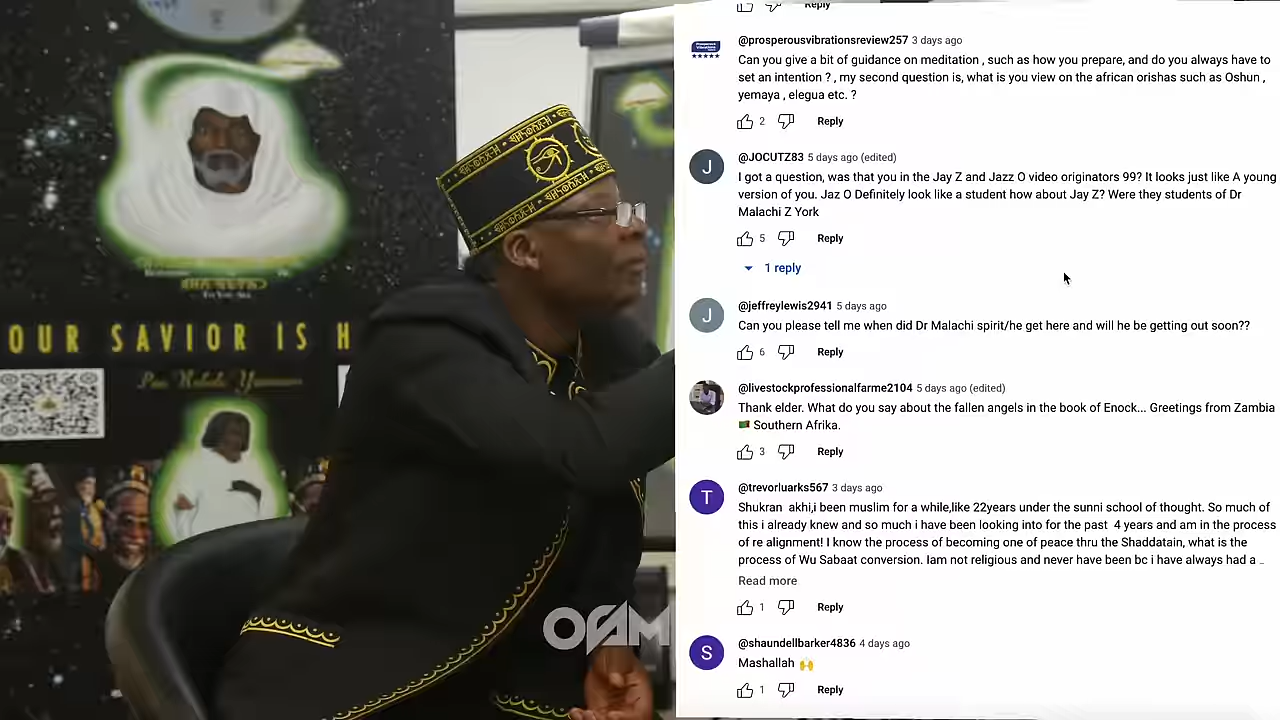 Reply
@prosperousvibrationsreview257 3 days ago
Can you give a bit of guidance on meditation , such as how you prepare, and do you always have to
set an intention ? , my second question is, what is you view on the african orishas such as Oshun ,
yemaya , elegua etc. ?
2 Reply
J
@JOCUTZ83 5 days ago (edited)
I got a question, was that you in the Jay Z and Jazz O video originators 99? It looks just like A young
version of you. Jaz O Definitely look like a student how about Jay Z? Were they students of Dr
Malachi Z York
5 Reply
1 reply
J
@jeffreylewis2941 5 days ago
Can you please tell me when did Dr Malachi spirit/he get here and will he be getting out soon??
6 Reply
@livestockprofessionalfarme2104 5 days ago (edited)
Thank elder. What do you say about the fallen angels in the book of Enock... Greetings from Zambia
🇿🇲 Southern Afrika.
3 Reply
T
@trevorluarks567 3 days ago
Shukran akhi,i been muslim for a while,like 22years under the sunni school of thought. So much of
this i already knew and so much i have been looking into for the past 4 years and am in the process
of re alignment! I know the process of becoming one of peace thru the Shaddatain, what is the
process of Wu Sabaat conversion. Iam not religious and never have been bc i have always had a ..
Read more
1 Reply
S
@shaundellbarker4836 4 days ago
Mashallah 🙌
1 Reply
OUR SAVIOR IS H